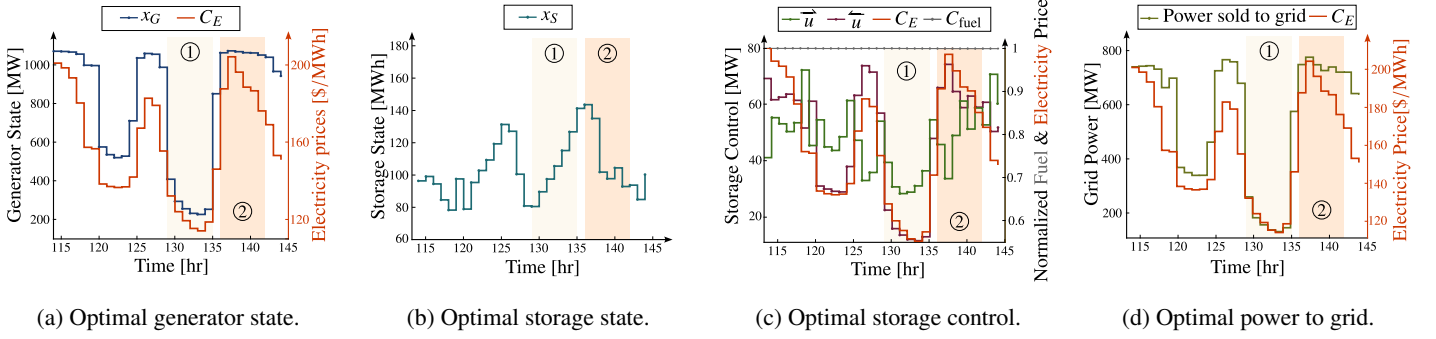 x_G C_E
Generator State [MW]
1000
800
600
400
200
200
160
120
Electricity prices [$/MWh]
①
②
115 120 130 135 140 145
Time [hr]
(a) Optimal generator state.
x_S
Storage State [MWh]
180
160
140
120
100
80
60
①
②
115 120 130 135 140 145
Time [hr]
(b) Optimal storage state.
u⃗ u⃖ C_E C_fuel
Storage Control [MW]
80
60
40
20
1
0.9
0.8
0.7
0.6
Normalized Fuel & Electricity Price
①
②
115 120 125 130 135 140 145
Time [hr]
(c) Optimal storage control.
Power sold to grid C_E
Grid Power [MW]
800
600
400
200
200
180
160
140
120
Electricity Price[$/MWh]
①
②
115 120 125 130 135 140 145
Time [hr]
(d) Optimal power to grid.